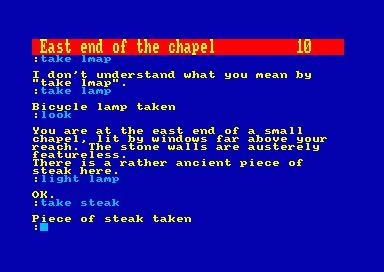 East end of the chapel 10
:take lmap
I don't understand what you mean by
"take lmap".
:take lamp
Bicycle lamp taken
:look
You are at the east end of a small
chapel, lit by windows far above your
reach. The stone walls are austerely
featureless.
There is a rather ancient piece of
steak here.
:light lamp
OK.
:take steak
Piece of steak taken
: